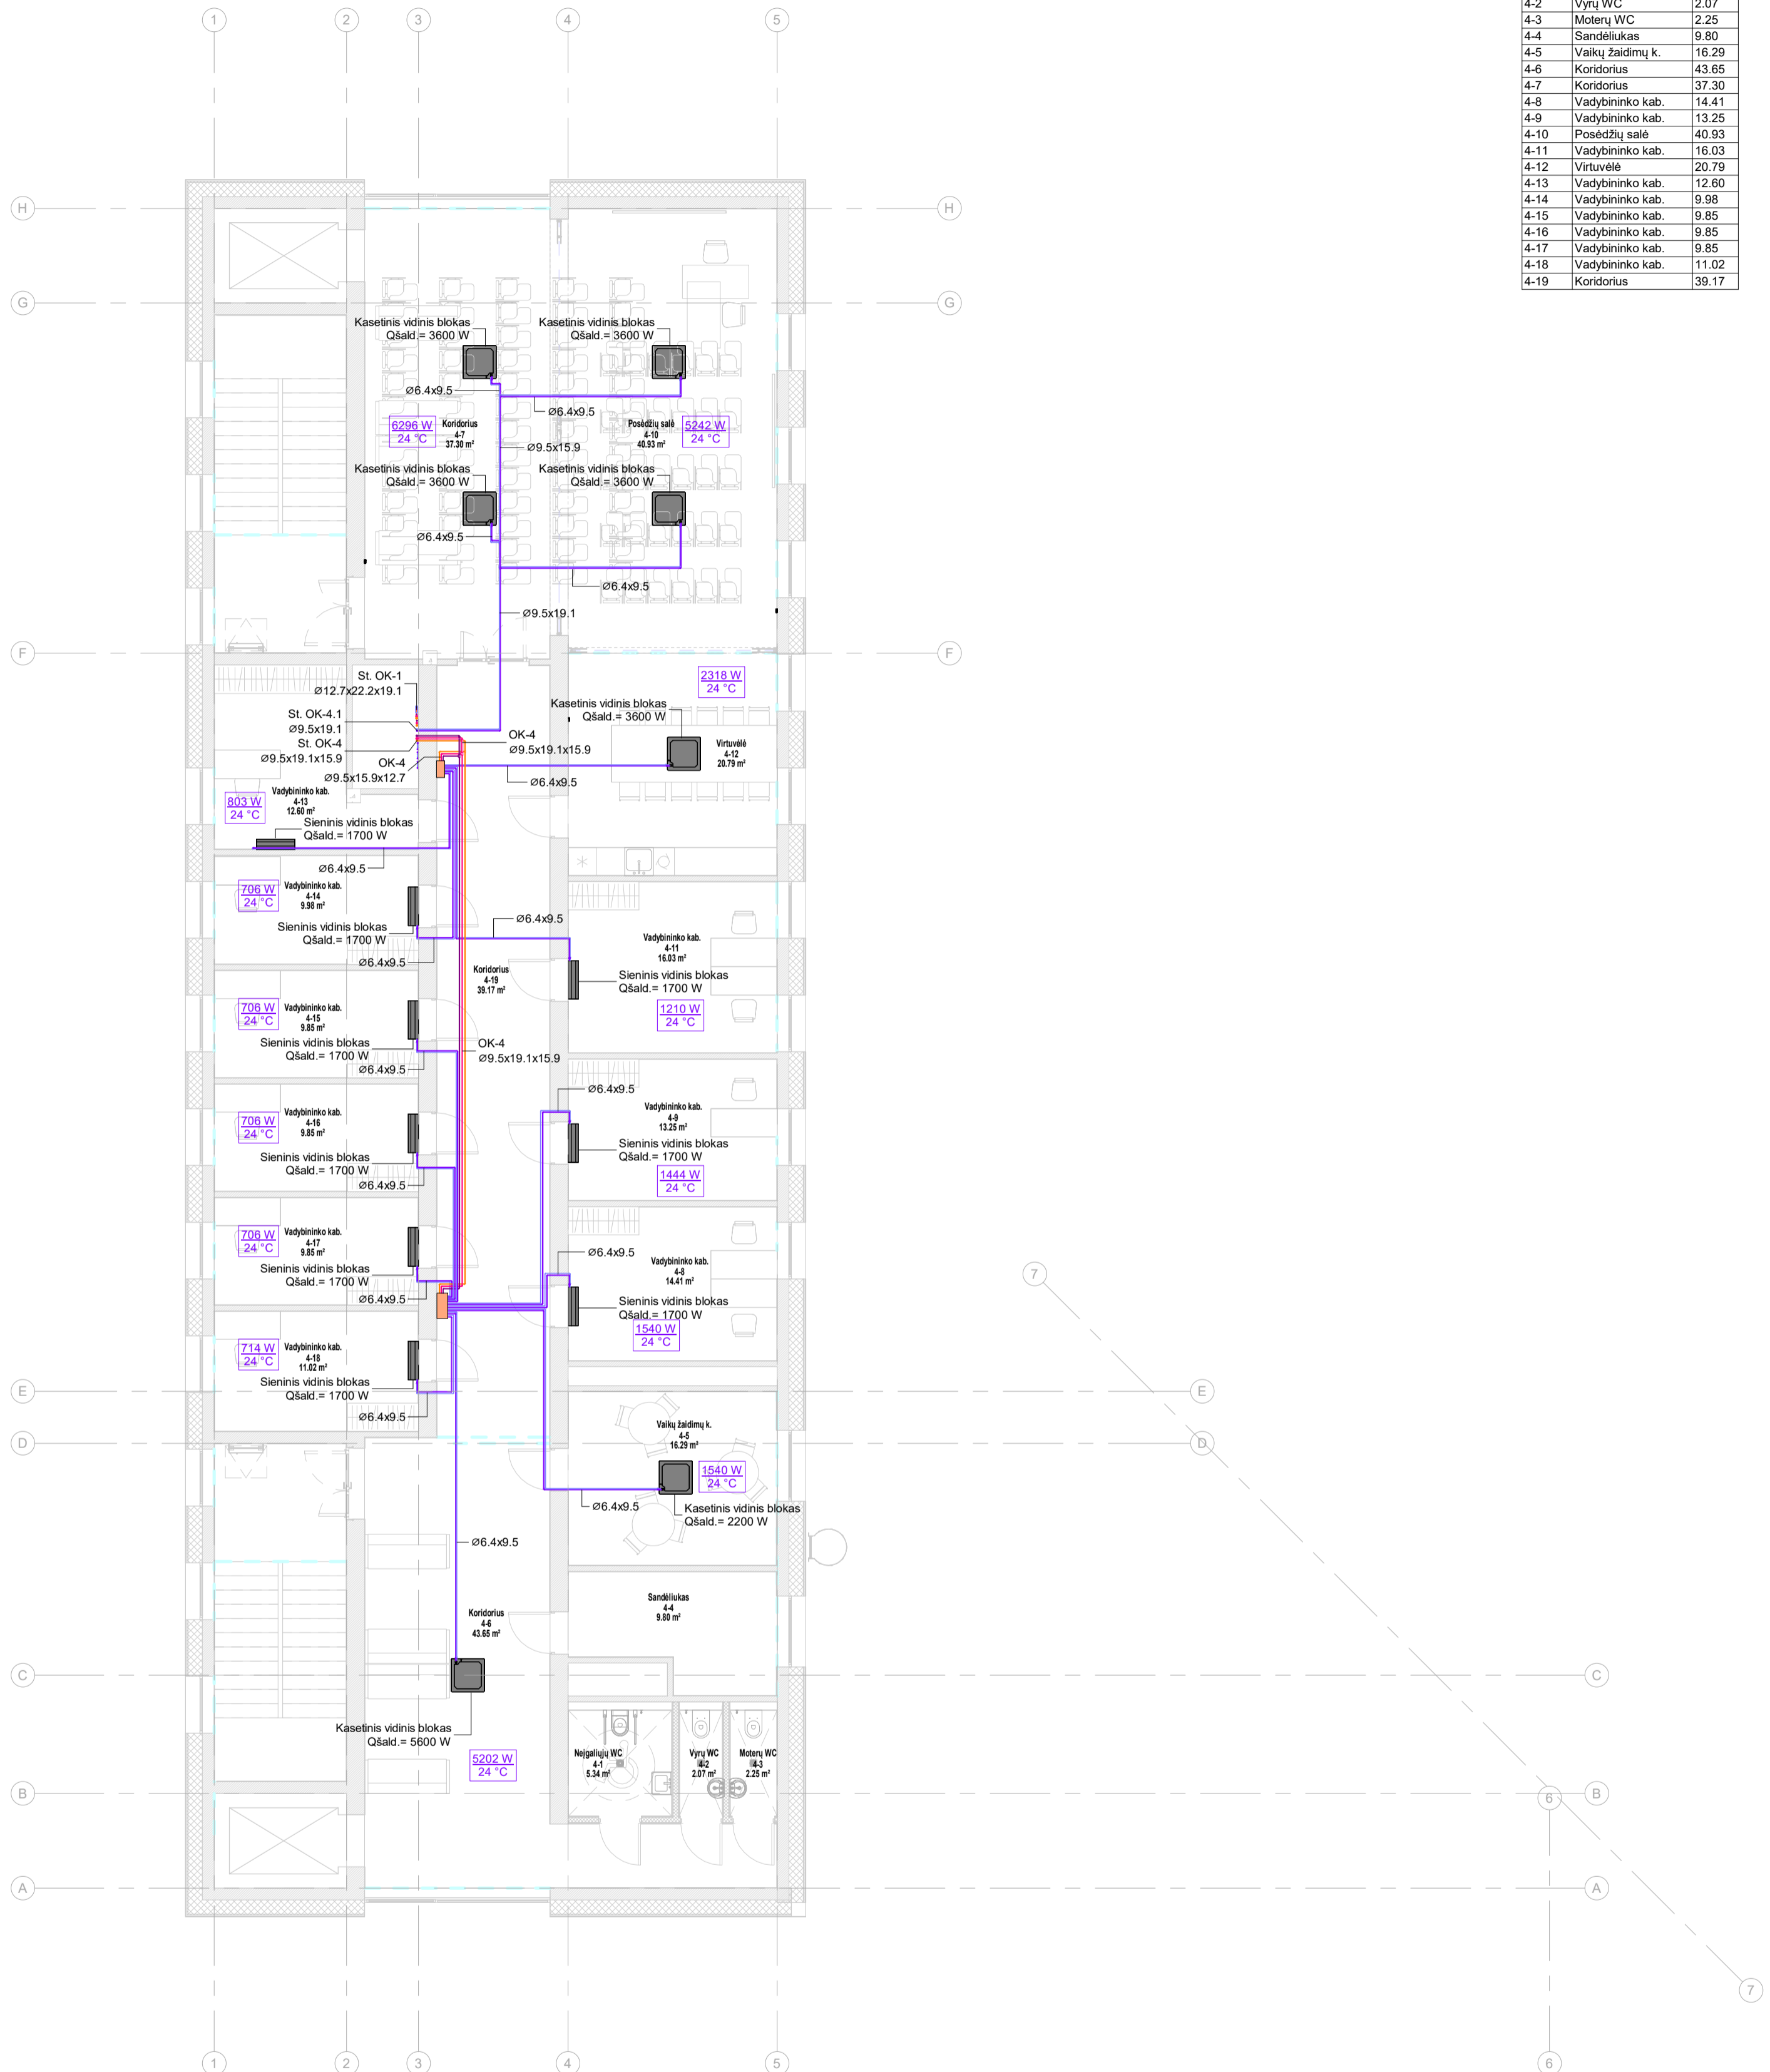 1 2 3 4 5
4-2 Vyrų WC 2.07
4-3 Moterų WC 2.25
4-4 Sandėliukas 9.80
4-5 Vaikų žaidimų k. 16.29
4-6 Koridorius 43.65
4-7 Koridorius 37.30
4-8 Vadybininko kab. 14.41
4-9 Vadybininko kab. 13.25
4-10 Posėdžių salė 40.93
4-11 Vadybininko kab. 16.03
4-12 Virtuvėlė 20.79
4-13 Vadybininko kab. 12.60
4-14 Vadybininko kab. 9.98
4-15 Vadybininko kab. 9.85
4-16 Vadybininko kab. 9.85
4-17 Vadybininko kab. 9.85
4-18 Vadybininko kab. 11.02
4-19 Koridorius 39.17
H H
G G
Kasetinis vidinis blokas
Qšald.= 3600 W
Kasetinis vidinis blokas
Qšald.= 3600 W
Ø6.4x9.5
Ø6.4x9.5
6296 W
24 °C
Koridorius
4-7
37.30 m²
Posėdžių salė
4-10
40.93 m²
5242 W
24 °C
Ø9.5x15.9
Kasetinis vidinis blokas
Qšald.= 3600 W
Kasetinis vidinis blokas
Qšald.= 3600 W
Ø6.4x9.5
Ø6.4x9.5
Ø9.5x19.1
F F
St. OK-1
Ø12.7x22.2x19.1
2318 W
24 °C
Kasetinis vidinis blokas
Qšald.= 3600 W
St. OK-4.1
Ø9.5x19.1
St. OK-4
Ø9.5x19.1x15.9
OK-4
Ø9.5x19.1x15.9
OK-4
Ø9.5x15.9x12.7
Virtuvėlė
4-12
20.79 m²
Ø6.4x9.5
803 W
24 °C
Vadybininko kab.
4-13
12.60 m²
Sieninis vidinis blokas
Qšald.= 1700 W
Ø6.4x9.5
706 W
24 °C
Vadybininko kab.
4-14
9.98 m²
Sieninis vidinis blokas
Qšald.= 1700 W
Ø6.4x9.5
Ø6.4x9.5
Vadybininko kab.
4-11
16.03 m²
Sieninis vidinis blokas
Qšald.= 1700 W
1210 W
24 °C
Koridorius
4-19
39.17 m²
706 W
24 °C
Vadybininko kab.
4-15
9.85 m²
Sieninis vidinis blokas
Qšald.= 1700 W
Ø6.4x9.5
OK-4
Ø9.5x19.1x15.9
Ø6.4x9.5
706 W
24 °C
Vadybininko kab.
4-16
9.85 m²
Sieninis vidinis blokas
Qšald.= 1700 W
Ø6.4x9.5
Vadybininko kab.
4-9
13.25 m²
Sieninis vidinis blokas
Qšald.= 1700 W
1444 W
24 °C
706 W
24 °C
Vadybininko kab.
4-17
9.85 m²
Sieninis vidinis blokas
Qšald.= 1700 W
Ø6.4x9.5
Ø6.4x9.5
Vadybininko kab.
4-8
14.41 m²
Sieninis vidinis blokas
Qšald.= 1700 W
1540 W
24 °C
7
714 W
24 °C
Vadybininko kab.
4-18
11.02 m²
Sieninis vidinis blokas
Qšald.= 1700 W
Ø6.4x9.5
E E
D D
Vaikų žaidimų k.
4-5
16.29 m²
1540 W
24 °C
Ø6.4x9.5
Kasetinis vidinis blokas
Qšald.= 2200 W
Ø6.4x9.5
Sandėliukas
4-4
9.80 m²
Koridorius
4-6
43.65 m²
C C
Kasetinis vidinis blokas
Qšald.= 5600 W
5202 W
24 °C
Neįgaliųjų WC
4-1
5.34 m²
Vyrų WC
4-2
2.07 m²
Moterų WC
4-3
2.25 m²
B 6 B
A A
7
1 2 3 4 5 6